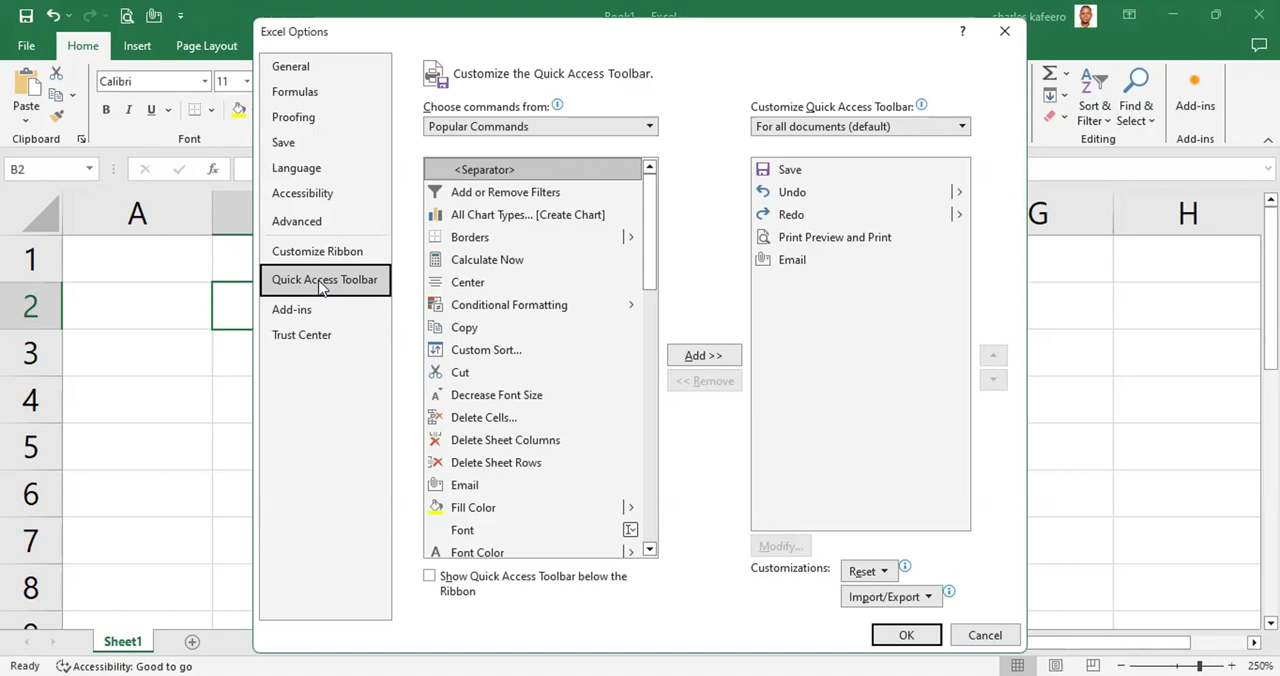 Book1 - Excel
charles kafeero
File
Home
Insert
Page Layout
Paste
Clipboard
Calibri
11
B
I
U
Font
Sort &
Filter
Find &
Select
Editing
Add-ins
Add-ins
B2
fx
A
G
H
1
2
3
4
5
6
7
8
Excel Options
?
General
Formulas
Proofing
Save
Language
Accessibility
Advanced
Customize Ribbon
Quick Access Toolbar
Add-ins
Trust Center
Customize the Quick Access Toolbar.
Choose commands from:
Popular Commands
<Separator>
Add or Remove Filters
All Chart Types... [Create Chart]
Borders
Calculate Now
Center
Conditional Formatting
Copy
Custom Sort...
Cut
Decrease Font Size
Delete Cells...
Delete Sheet Columns
Delete Sheet Rows
Email
Fill Color
Font
Font Color
Show Quick Access Toolbar below the
Ribbon
Add >>
<< Remove
Customize Quick Access Toolbar:
For all documents (default)
Save
Undo
Redo
Print Preview and Print
Email
Modify...
Customizations:
Reset
Import/Export
OK
Cancel
Sheet1
Ready
Accessibility: Good to go
250%